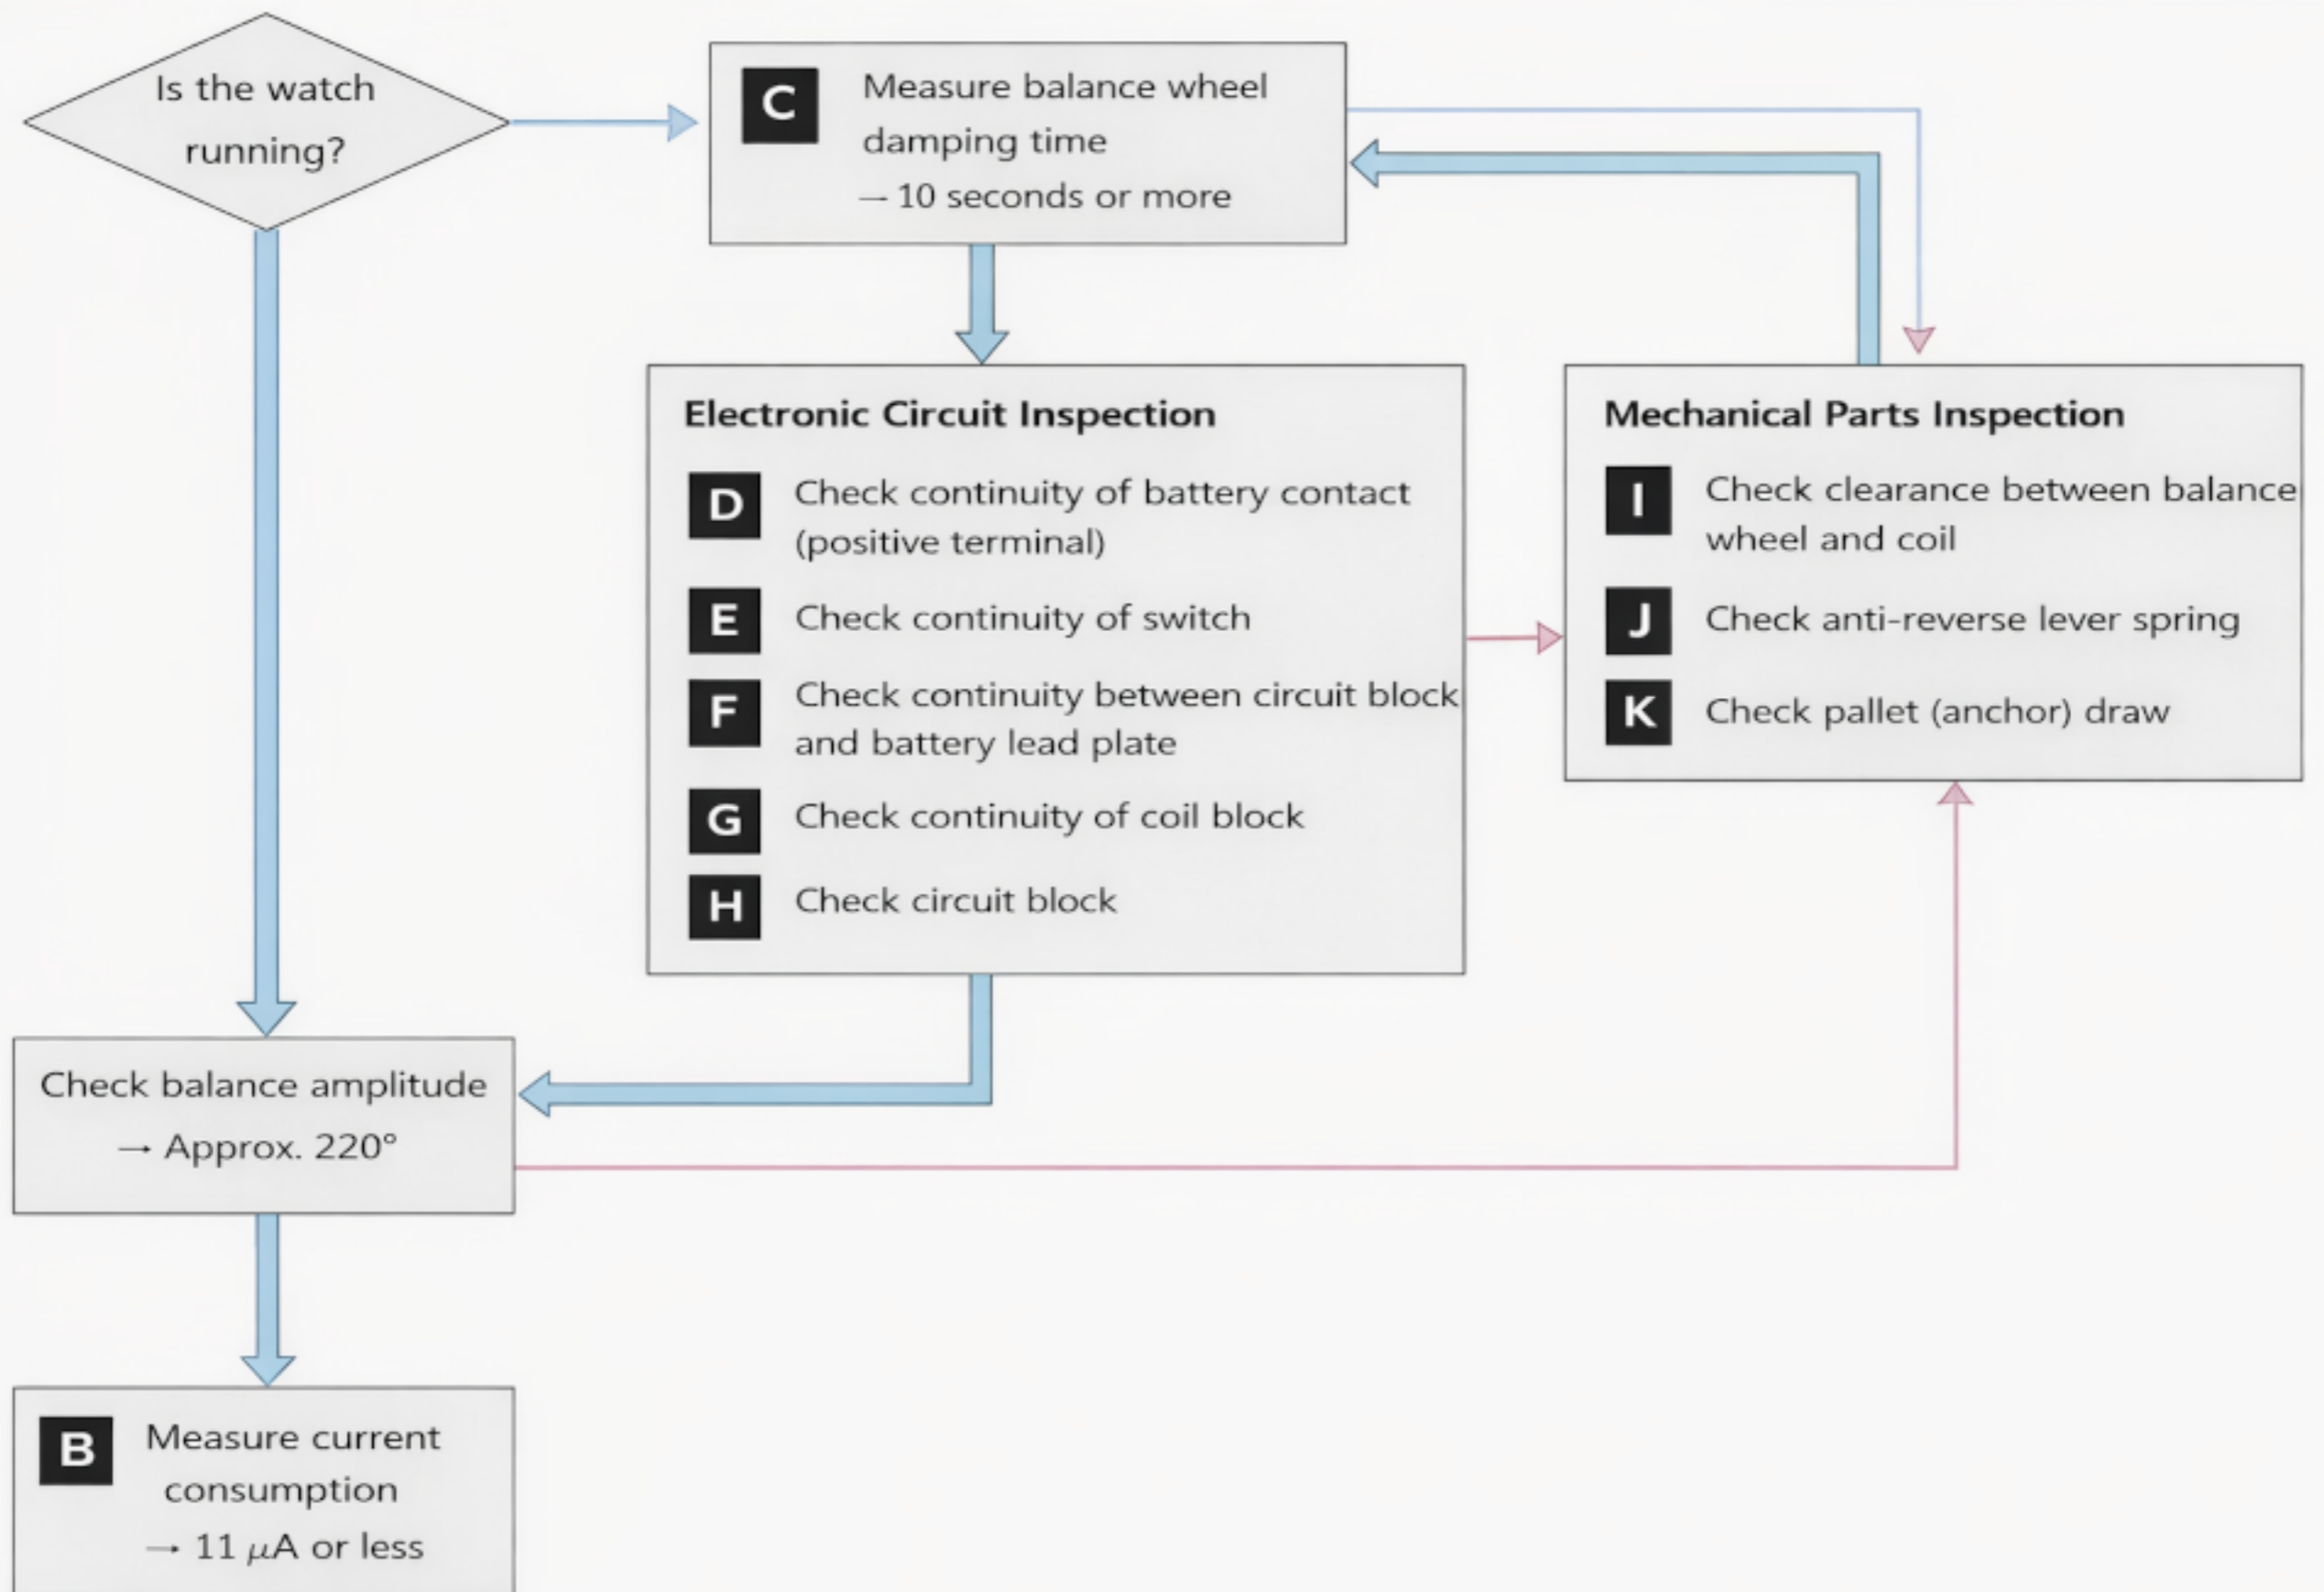 Is the watch
running?
C Measure balance wheel
damping time
→ 10 seconds or more
Electronic Circuit Inspection
D Check continuity of battery contact
(positive terminal)
E Check continuity of switch
F Check continuity between circuit block
and battery lead plate
G Check continuity of coil block
H Check circuit block
Mechanical Parts Inspection
I Check clearance between balance
wheel and coil
J Check anti-reverse lever spring
K Check pallet (anchor) draw
Check balance amplitude
→ Approx. 220°
B Measure current
consumption
→ 11 μA or less